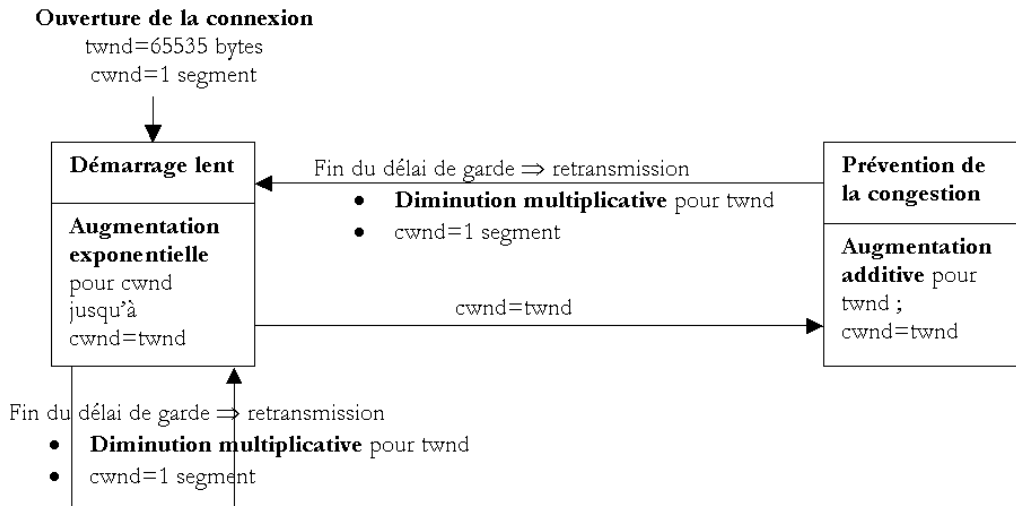 Ouverture de la connexion
twnd=65535 bytes
cwnd=1 segment
Démarrage lent
Augmentation
exponentielle
pour cwnd
jusqu'à
cwnd=twnd
Fin du délai de garde ⇒ retransmission
• Diminution multiplicative pour twnd
• cwnd=1 segment
cwnd=twnd
Prévention de
la congestion
Augmentation
additive pour
twnd ;
cwnd=twnd
Fin du délai de garde ⇒ retransmission
• Diminution multiplicative pour twnd
• cwnd=1 segment